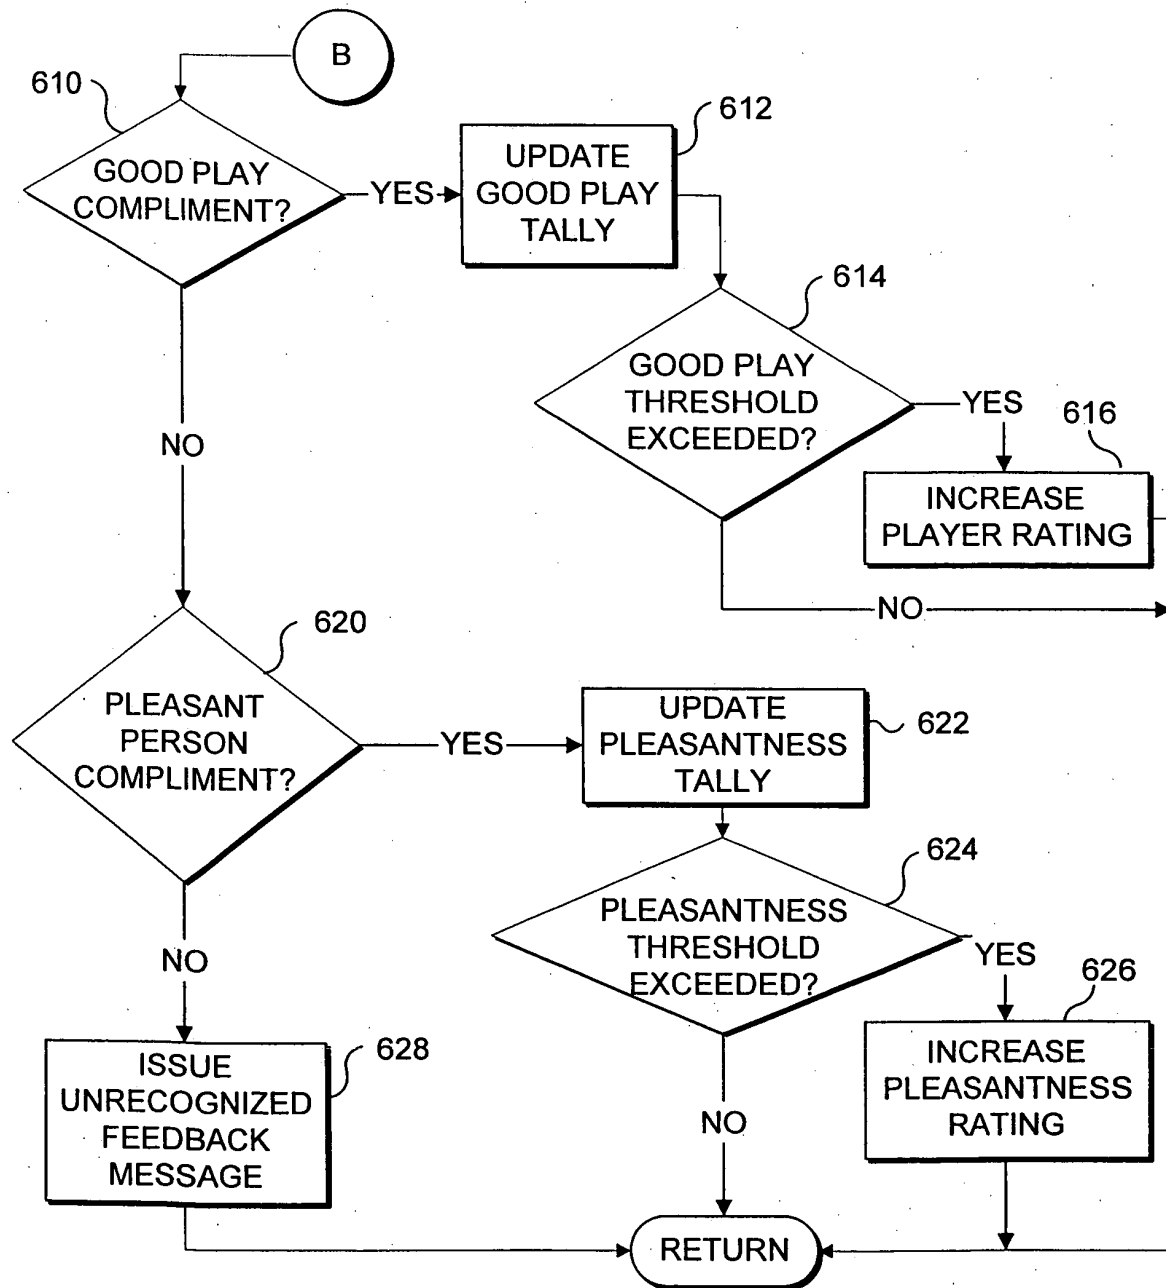 B
610
GOOD PLAY
COMPLIMENT?
YES
612
UPDATE
GOOD PLAY
TALLY
614
GOOD PLAY
THRESHOLD
EXCEEDED?
YES
616
INCREASE
PLAYER RATING
NO
NO
620
PLEASANT
PERSON
COMPLIMENT?
YES
UPDATE
PLEASANTNESS
TALLY
622
624
PLEASANTNESS
THRESHOLD
EXCEEDED?
YES
626
INCREASE
PLEASANTNESS
RATING
NO
NO
628
ISSUE
UNRECOGNIZED
FEEDBACK
MESSAGE
RETURN